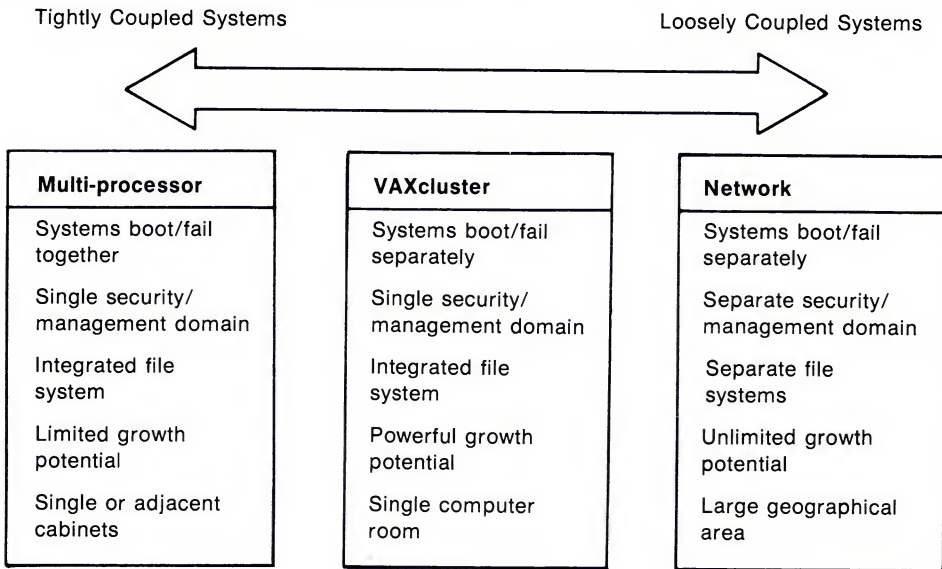 Tightly Coupled Systems
Loosely Coupled Systems
Multi-processor
Systems boot/fail
together
Single security/
management domain
Integrated file
system
Limited growth
potential
Single or adjacent
cabinets
VAXcluster
Systems boot/fail
separately
Single security/
management domain
Integrated file
system
Powerful growth
potential
Single computer
room
Network
Systems boot/fail
separately
Separate security/
management domain
Separate file
systems
Unlimited growth
potential
Large geographical
area